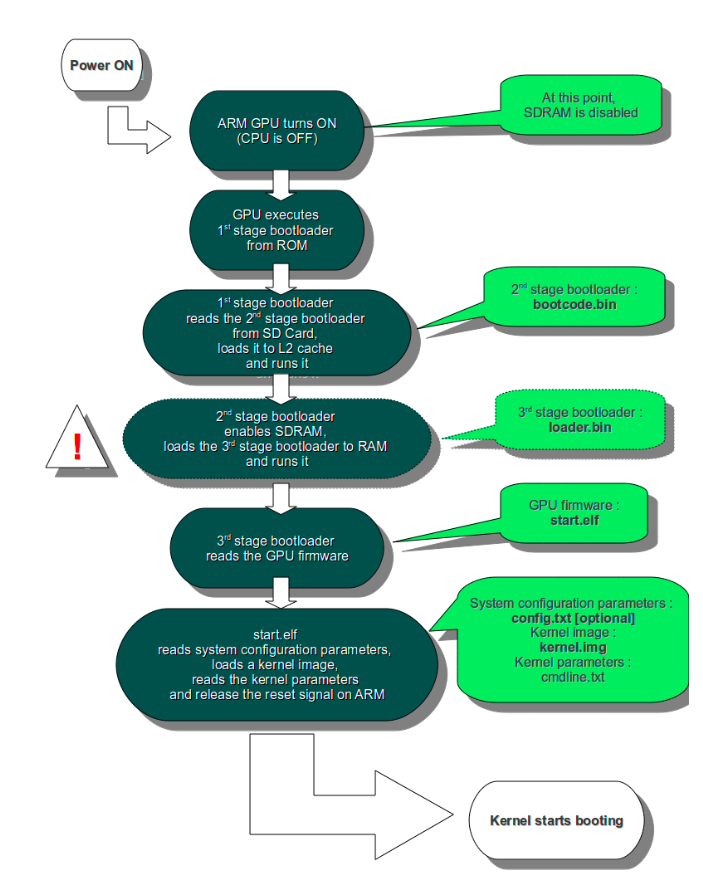 Power ON
ARM GPU turns ON
(CPU is OFF)
At this point,
SDRAM is disabled
GPU executes
1st stage bootloader
from ROM
1st stage bootloader
reads the 2nd stage bootloader
from SD Card,
loads it to L2 cache
and runs it
2nd stage bootloader :
bootcode.bin
2nd stage bootloader
enables SDRAM,
loads the 3rd stage bootloader to RAM
and runs it
3rd stage bootloader :
loader.bin
!
3rd stage bootloader
reads the GPU firmware
GPU firmware :
start.elf
start.elf
reads system configuration parameters,
loads a kernel image,
reads the kernel parameters
and release the reset signal on ARM
System configuration parameters :
config.txt [optional]
Kernel image :
kernel.img
Kernel parameters :
cmdline.txt
Kernel starts booting